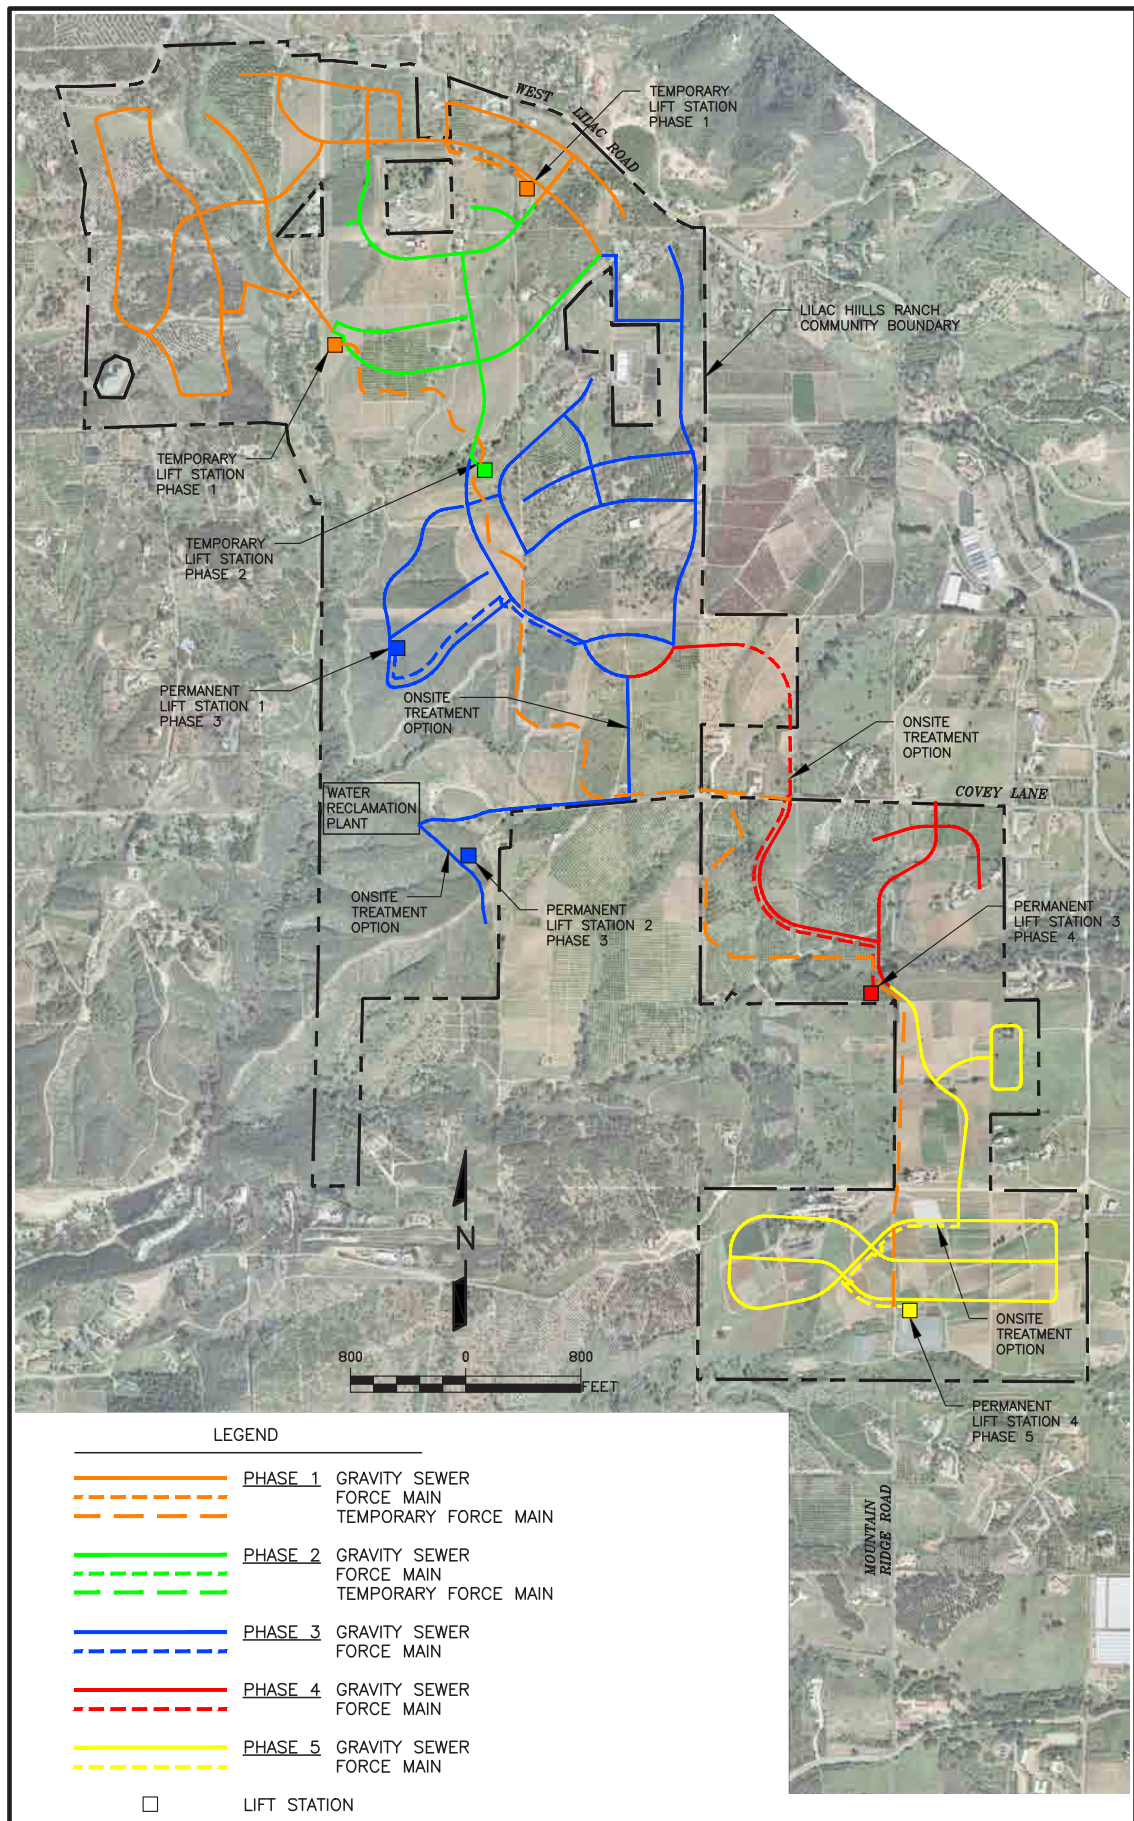 WEST LILAC ROAD
TEMPORARY
LIFT STATION
PHASE 1
LILAC HIILLS RANCH
COMMUNITY BOUNDARY
TEMPORARY
LIFT STATION
PHASE 1
TEMPORARY
LIFT STATION
PHASE 2
PERMANENT
LIFT STATION 1
PHASE 3
ONSITE
TREATMENT
OPTION
ONSITE
TREATMENT
OPTION
WATER
RECLAMATION
PLANT
COVEY LANE
ONSITE
TREATMENT
OPTION
PERMANENT
LIFT STATION 2
PHASE 3
PERMANENT
LIFT STATION 3
PHASE 4
N
ONSITE
TREATMENT
OPTION
800 0 800
FEET
PERMANENT
LIFT STATION 4
PHASE 5
MOUNTAIN
RIDGE ROAD
LEGEND
PHASE 1 GRAVITY SEWER
FORCE MAIN
TEMPORARY FORCE MAIN
PHASE 2 GRAVITY SEWER
FORCE MAIN
TEMPORARY FORCE MAIN
PHASE 3 GRAVITY SEWER
FORCE MAIN
PHASE 4 GRAVITY SEWER
FORCE MAIN
PHASE 5 GRAVITY SEWER
FORCE MAIN
LIFT STATION